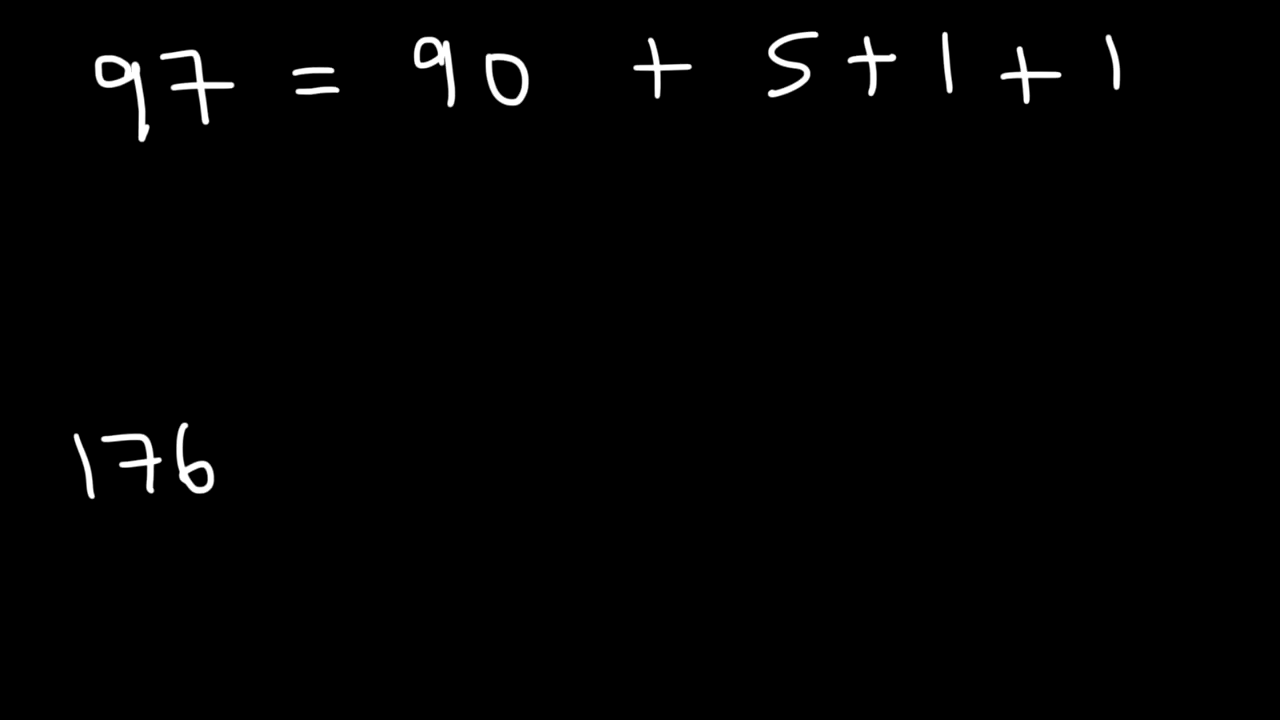 97 = 90 + 5 + 1 + 1
176